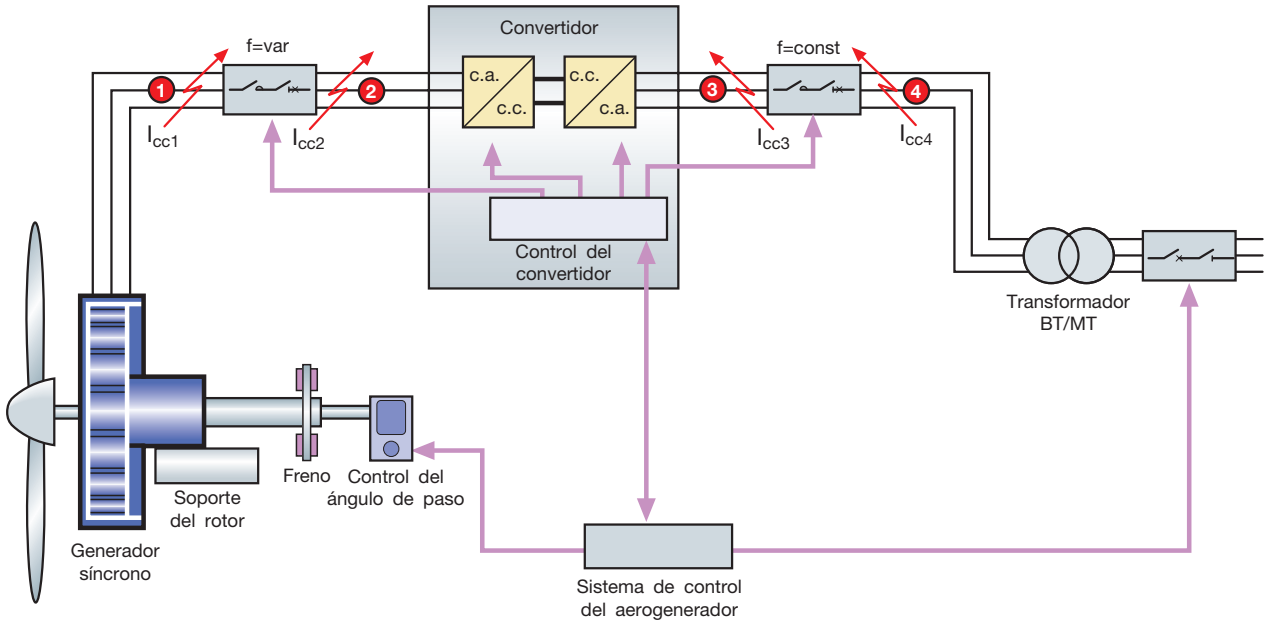 Convertidor
f=var
f=const
1
2
c.a.
c.c.
c.c.
c.a.
3
4
Icc1
Icc2
Icc3
Icc4
Control del
convertidor
Transformador
BT/MT
Freno
Control del
ángulo de paso
Soporte
del rotor
Generador
síncrono
Sistema de control
del aerogenerador